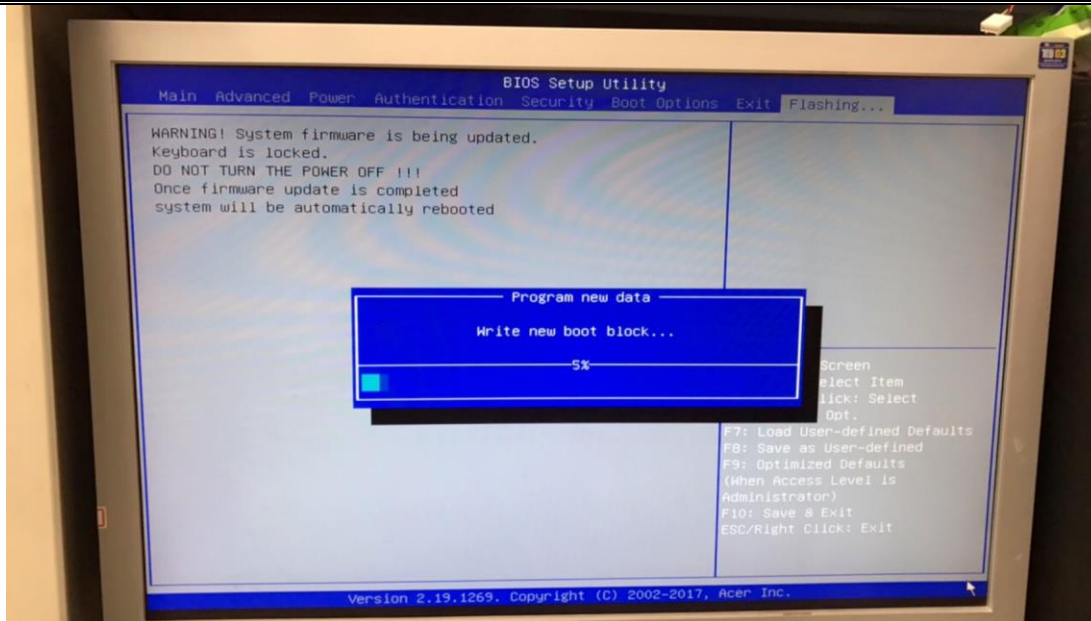 BIOS Setup Utility
Main Advanced Power Authentication Security Boot Options Exit Flashing...
WARNING! System firmware is being updated.
Keyboard is locked.
DO NOT TURN THE POWER OFF !!!
Once firmware update is completed
system will be automatically rebooted
Program new data
Write new boot block...
5%
Screen
elect Item
lick: Select
Opt.
F7: Load User-defined Defaults
F8: Save as User-defined
F9: Optimized Defaults
(When Access Level is
Administrator)
F10: Save & Exit
ESC/Right Click: Exit
Version 2.19.1269. Copyright (C) 2002-2017, Acer Inc.